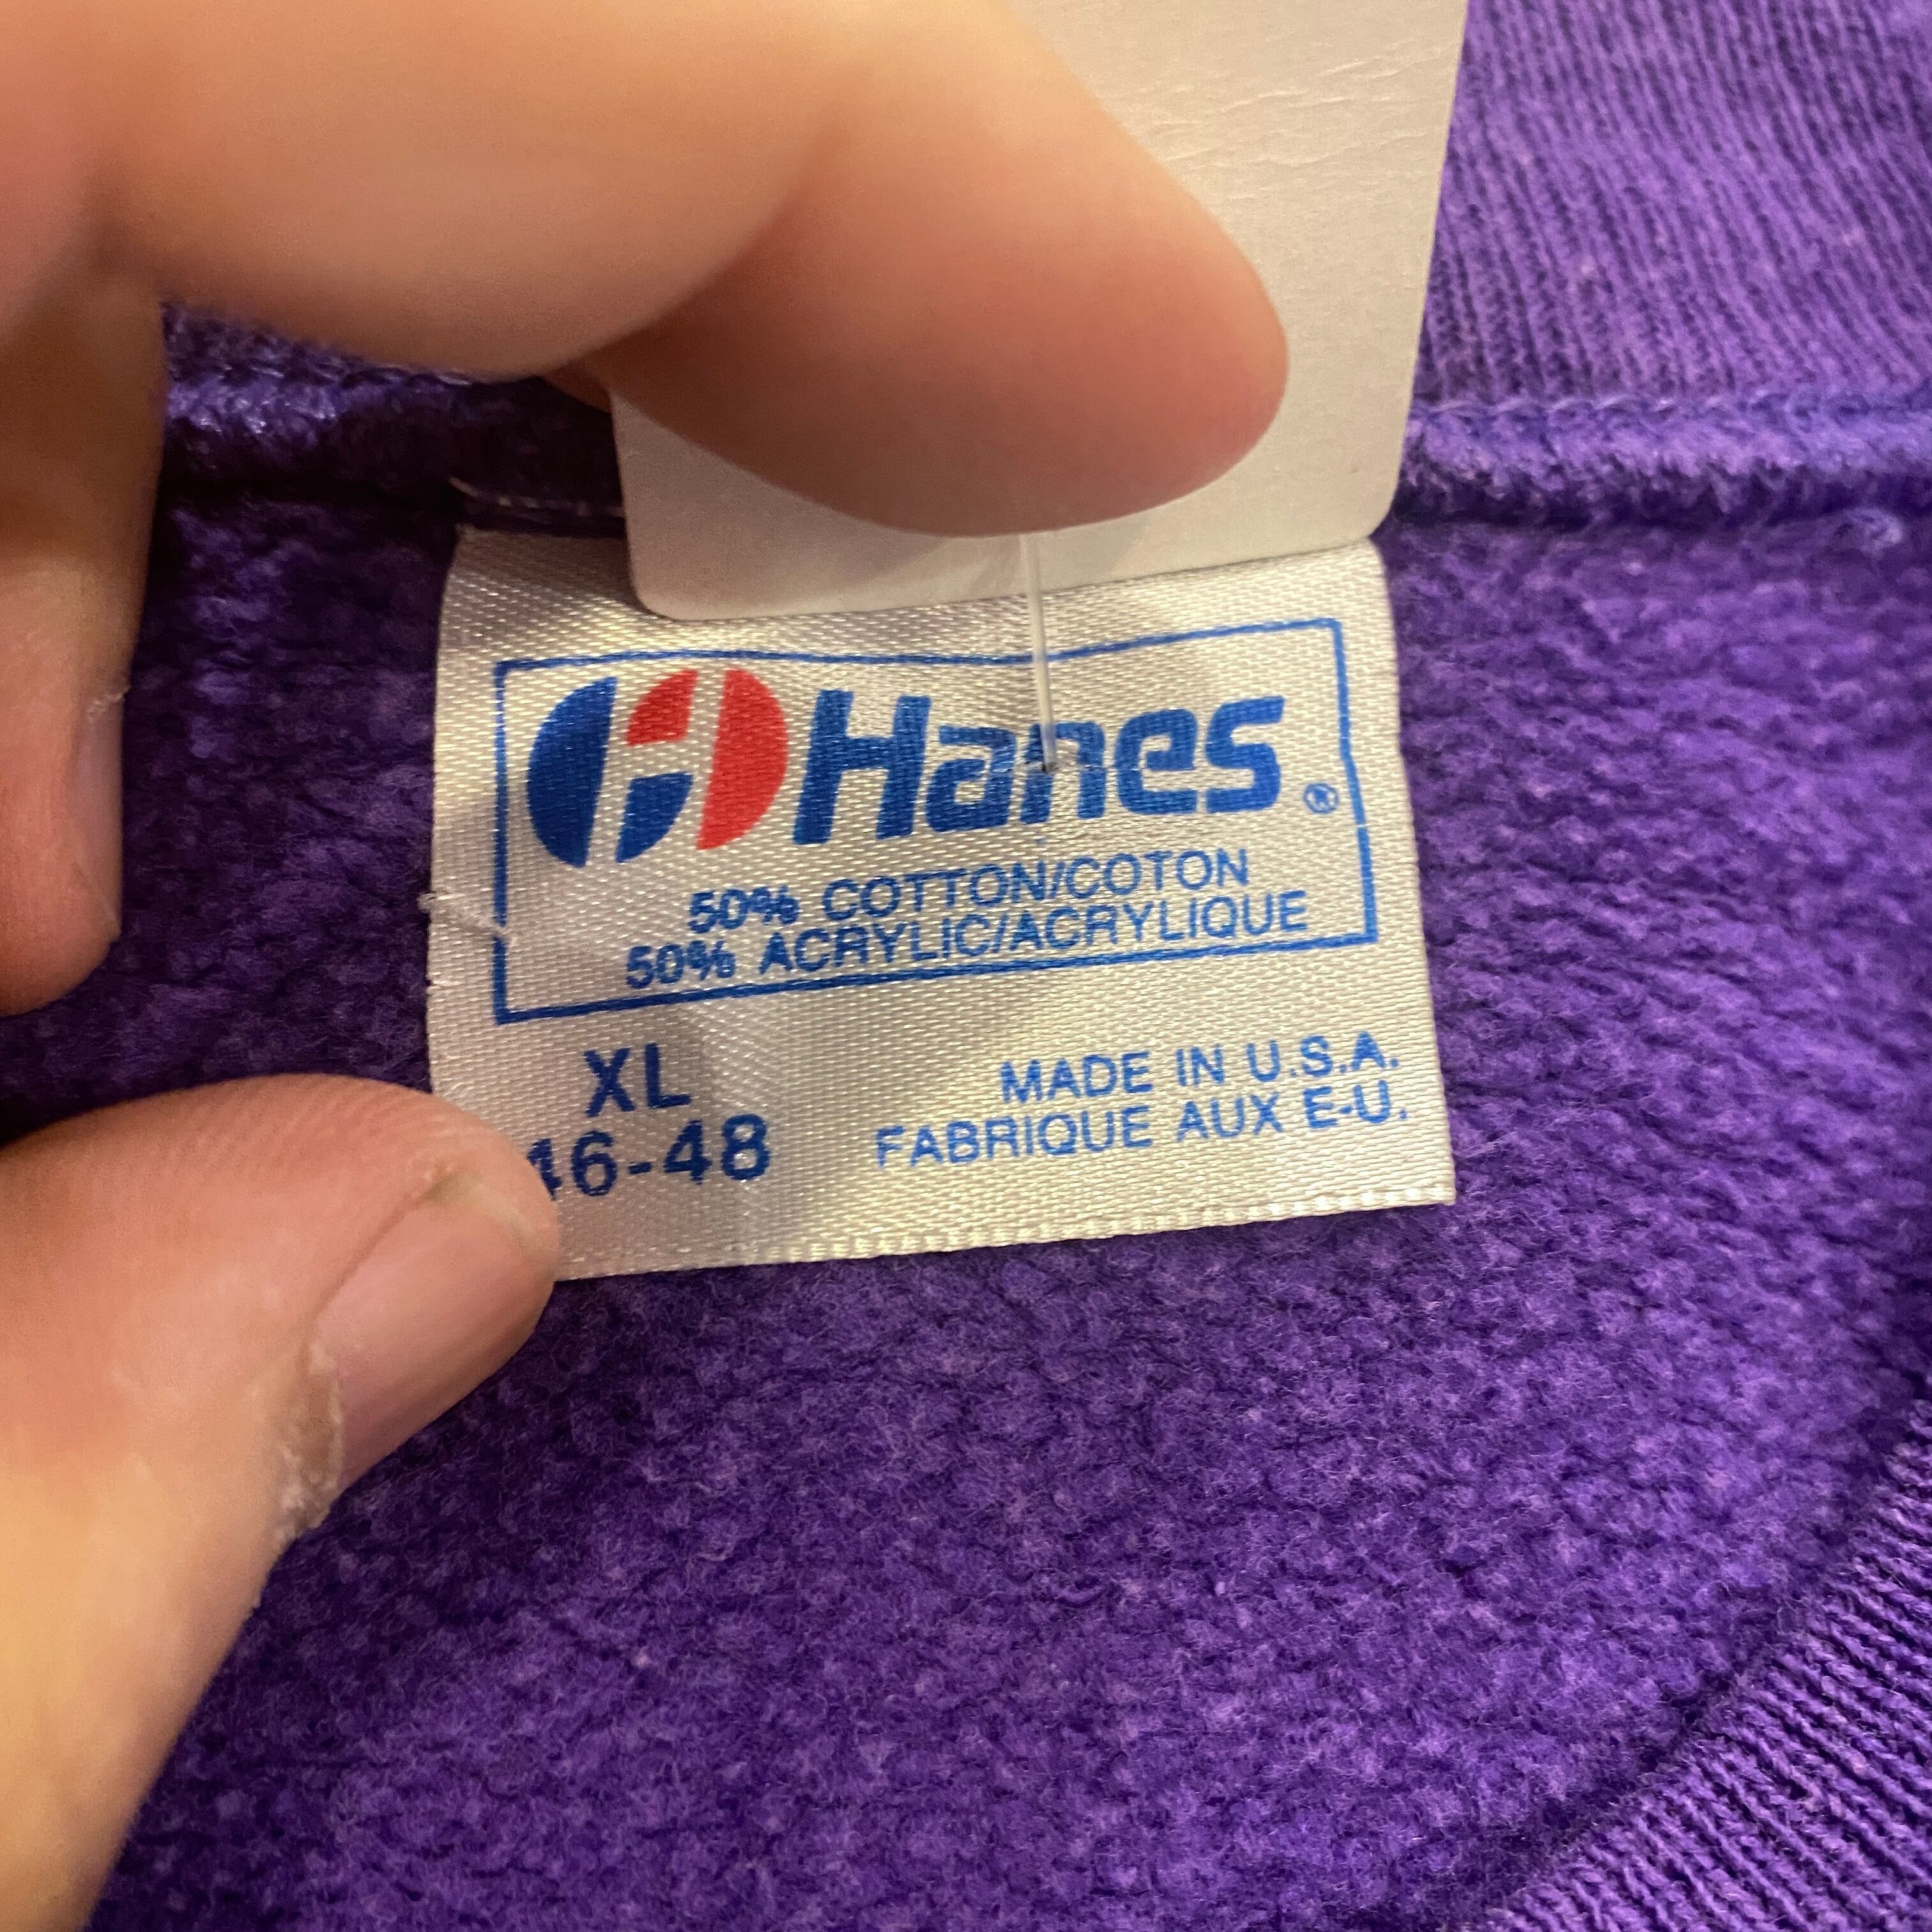 Hanes®
50% COTTON/COTON
50% ACRYLIC/ACRYLIQUE
XL
46-48
MADE IN U.S.A.
FABRIQUE AUX E-U.